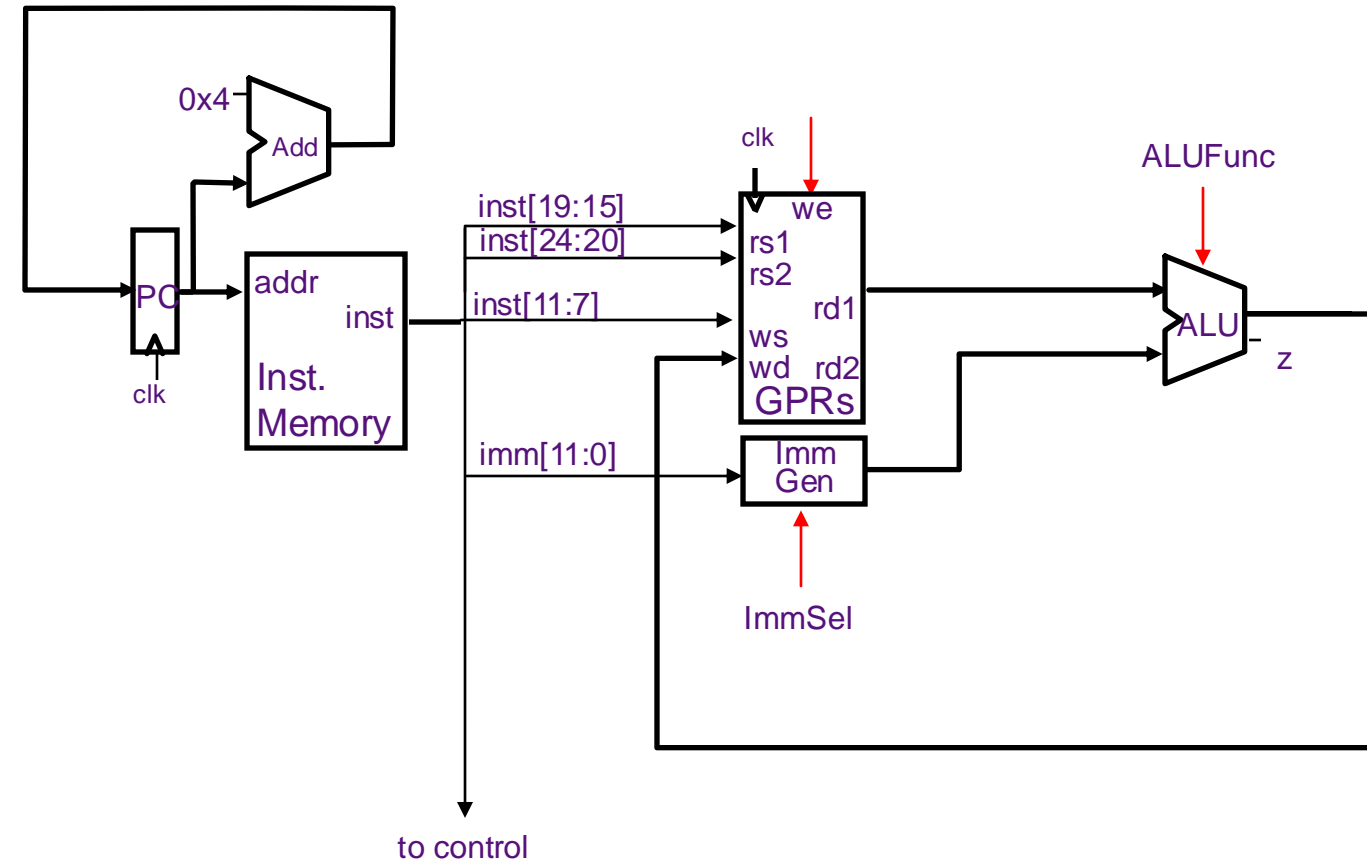 0x4
Add
clk
we
ALUFunc
inst[19:15]
inst[24:20]
rs1
rs2
PC
addr
inst
inst[11:7]
rd1
ALU
ws
wd
rd2
z
clk
Inst.
Memory
GPRs
imm[11:0]
Imm
Gen
ImmSel
to control